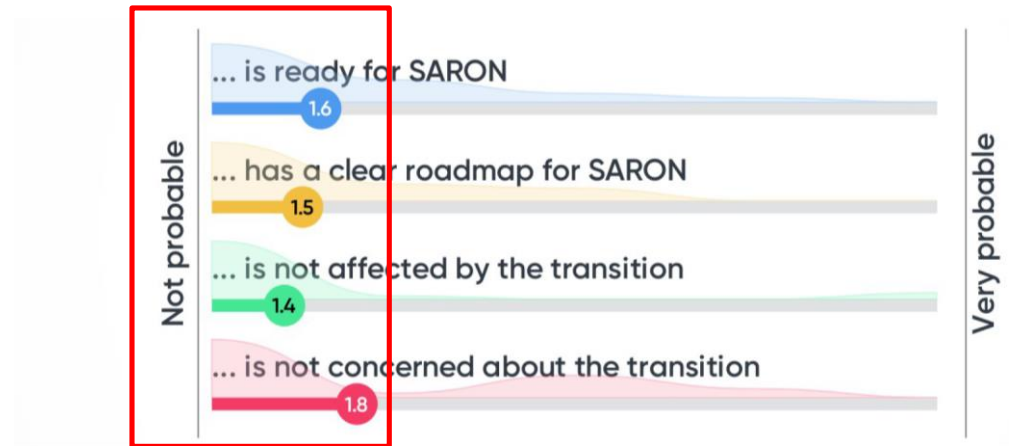 Not probable
... is ready for SARON
1.6
... has a clear roadmap for SARON
1.5
... is not affected by the transition
1.4
... is not concerned about the transition
1.8
Very probable